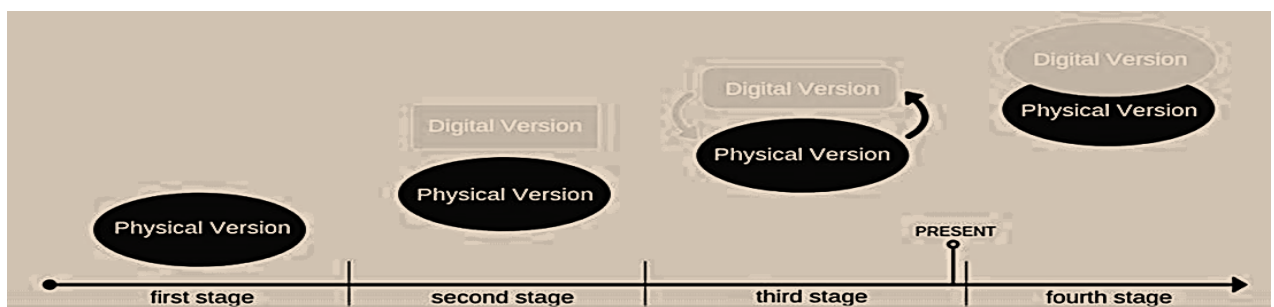 Physical Version
first stage
Digital Version
Physical Version
second stage
Digital Version
Physical Version
third stage
PRESENT
Digital Version
Physical Version
fourth stage